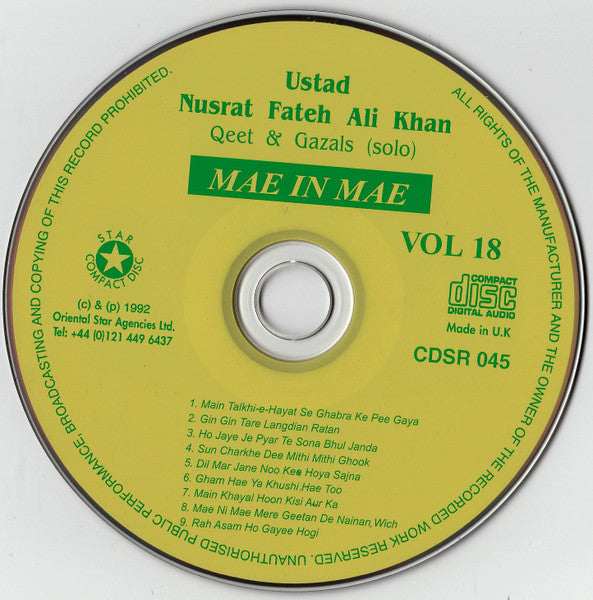 Ustad
Nusrat Fateh Ali Khan
Qeet & Gazals (solo)
MAE IN MAE
VOL 18
STAR
COMPACT DISC
(c) & (p) 1992
Oriental Star Agencies Ltd.
Tel: +44 (0)121 449 6437
COMPACT
disc
DIGITAL AUDIO
Made in U.K
CDSR 045
1. Main Talkhi-e-Hayat Se Ghabra Ke Pee Gaya
2. Gin Gin Tare Langdian Ratan
3. Ho Jaye Je Pyar Te Sona Bhul Janda
4. Sun Charkhe Dee Mithi Mithi Ghook
5. Dil Mar Jane Noo Kee Hoya Sajna
6. Gham Hae Ya Khushi Hae Too
7. Main Khayal Hoon Kisi Aur Ka
8. Mae Ni Mae Mere Geetan De Nainan Wich
9. Rah Asam Ho Gayee Hogi
ALL RIGHTS OF THE MANUFACTURER AND THE OWNER OF THE RECORDED WORK RESERVED. UNAUTHORISED PUBLIC PERFORMANCE, BROADCASTING AND COPYING OF THIS RECORD PROHIBITED.